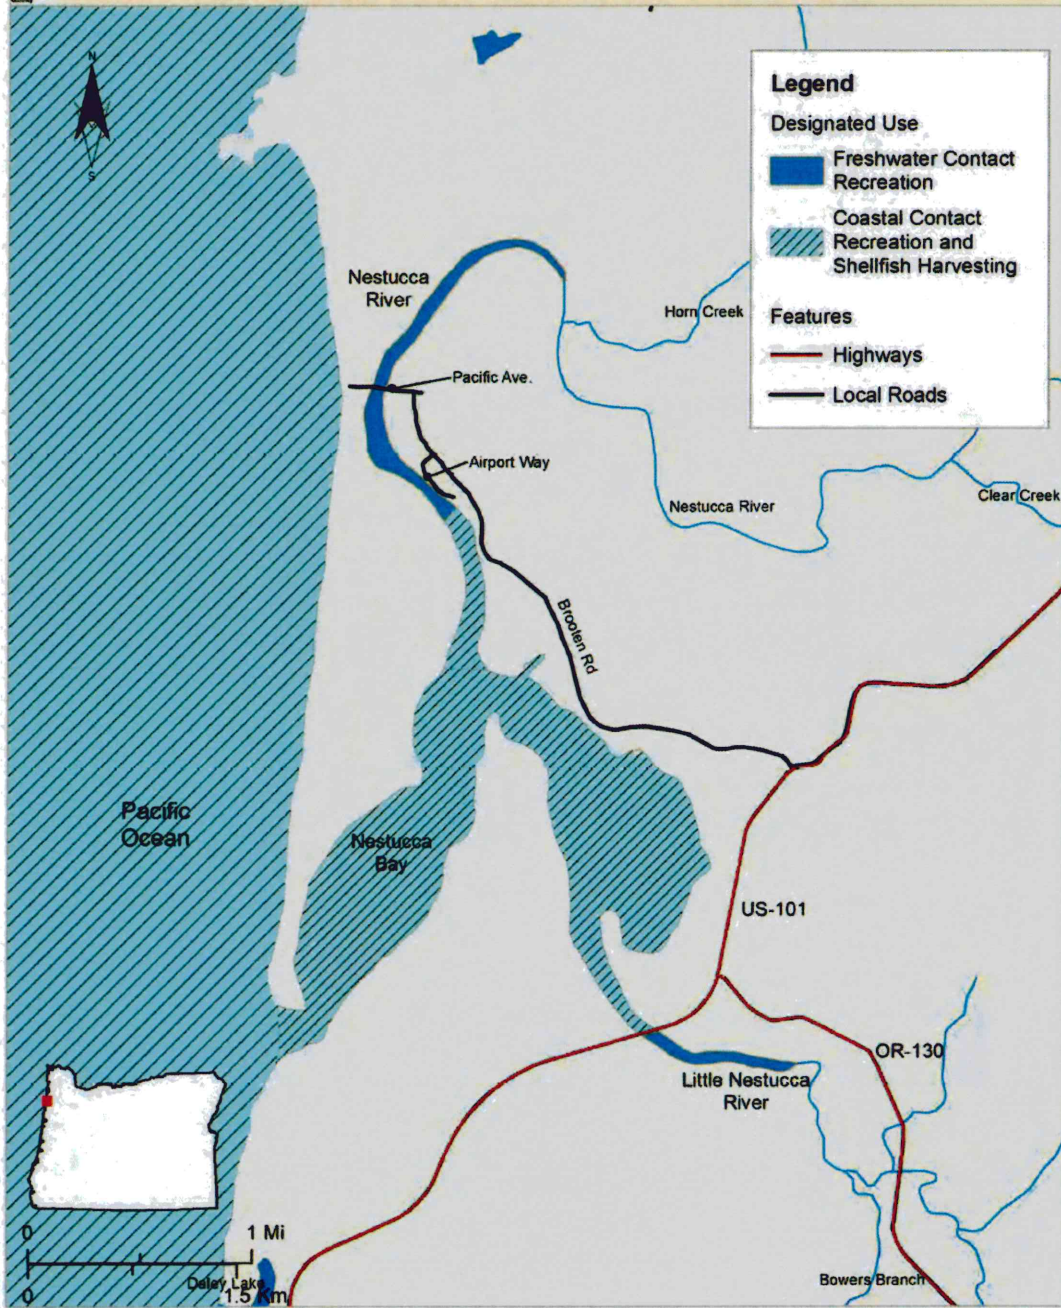 N
S
Legend
Designated Use
Freshwater Contact
Recreation
Coastal Contact
Recreation and
Shellfish Harvesting
Features
Highways
Local Roads
Nestucca
River
Horn Creek
Pacific Ave.
Airport Way
Nestucca River
Clear Creek
Brooten Rd
Pacific
Ocean
Nestucca
Bay
US-101
OR-130
Little Nestucca
River
0
1 Mi
Daley Lake
0
1.5 Km
Bowers Branch